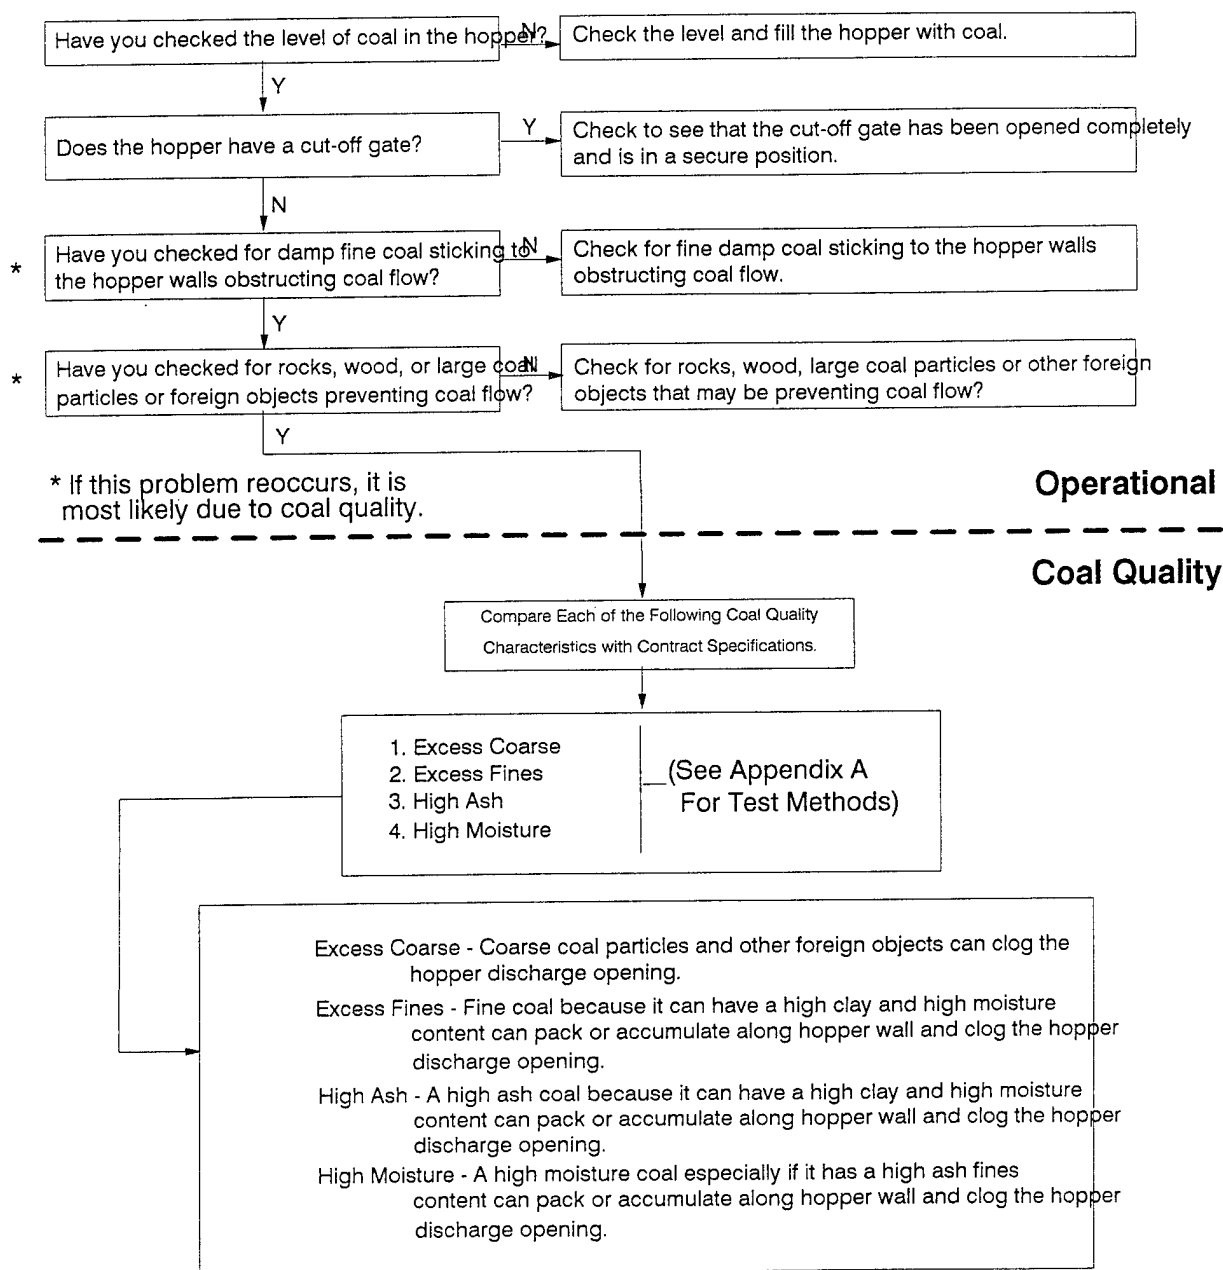 Have you checked the level of coal in the hopper?
N
Check the level and fill the hopper with coal.
Y
Does the hopper have a cut-off gate?
Y
Check to see that the cut-off gate has been opened completely
and is in a secure position.
N
*
Have you checked for damp fine coal sticking to
the hopper walls obstructing coal flow?
N
Check for fine damp coal sticking to the hopper walls
obstructing coal flow.
Y
*
Have you checked for rocks, wood, or large coal
particles or foreign objects preventing coal flow?
N
Check for rocks, wood, large coal particles or other foreign
objects that may be preventing coal flow?
Y
* If this problem reoccurs, it is
most likely due to coal quality.
Operational
Coal Quality
Compare Each of the Following Coal Quality
Characteristics with Contract Specifications.
1. Excess Coarse
2. Excess Fines
3. High Ash
4. High Moisture
(See Appendix A
For Test Methods)
Excess Coarse - Coarse coal particles and other foreign objects can clog the
hopper discharge opening.
Excess Fines - Fine coal because it can have a high clay and high moisture
content can pack or accumulate along hopper wall and clog the hopper
discharge opening.
High Ash - A high ash coal because it can have a high clay and high moisture
content can pack or accumulate along hopper wall and clog the hopper
discharge opening.
High Moisture - A high moisture coal especially if it has a high ash fines
content can pack or accumulate along hopper wall and clog the hopper
discharge opening.